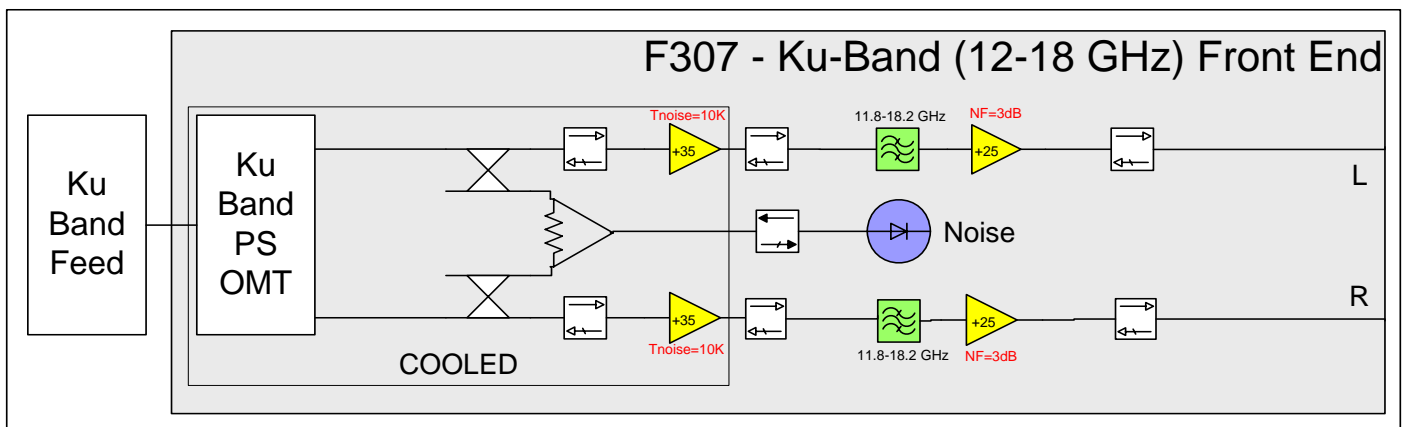 F307 - Ku-Band (12-18 GHz) Front End
Ku
Band
Feed
Ku
Band
PS
OMT
Tnoise=10K
+35
11.8-18.2 GHz
NF=3dB
+25
L
Noise
R
+35
Tnoise=10K
11.8-18.2 GHz
+25
NF=3dB
COOLED